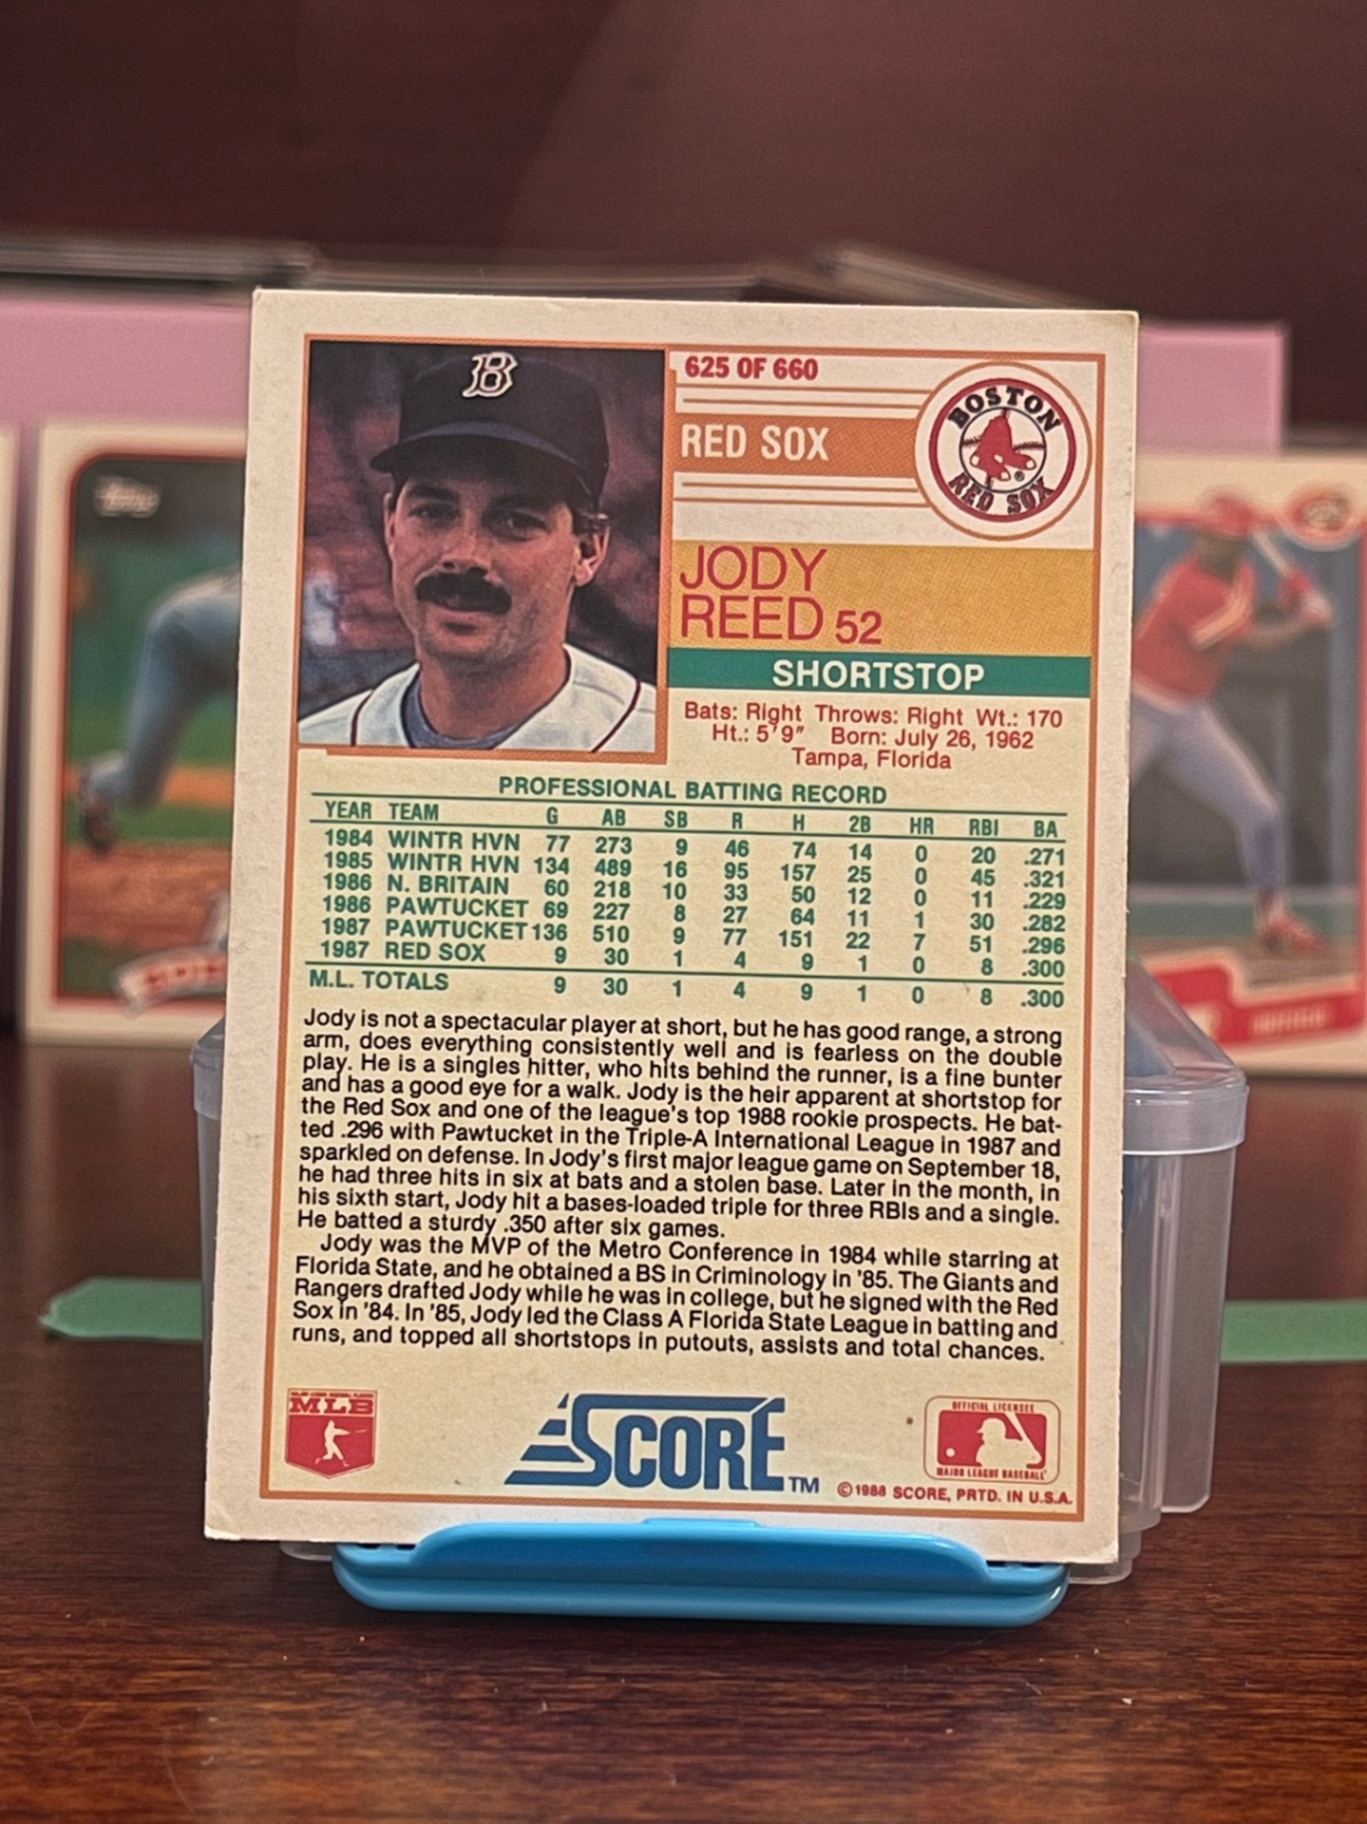 B
625 OF 660
RED SOX
BOSTON
RED SOX
JODY
REED 52
SHORTSTOP
Bats: Right Throws: Right Wt.: 170
Ht.: 5'9" Born: July 26, 1962
Tampa, Florida
PROFESSIONAL BATTING RECORD
YEAR TEAM G AB SB R H 2B HR RBI BA
1984 WINTR HVN 77 273 9 46 74 14 0 20 .271
1985 WINTR HVN 134 489 16 95 157 25 0 45 .321
1986 N. BRITAIN 60 218 10 33 50 12 0 11 .229
1986 PAWTUCKET 69 227 8 27 64 11 1 30 .282
1987 PAWTUCKET 136 510 9 77 151 22 7 51 .296
1987 RED SOX 9 30 1 4 9 1 0 8 .300
M.L. TOTALS 9 30 1 4 9 1 0 8 .300
Jody is not a spectacular player at short, but he has good range, a strong
arm, does everything consistently well and is fearless on the double
play. He is a singles hitter, who hits behind the runner, is a fine bunter
and has a good eye for a walk. Jody is the heir apparent at shortstop for
the Red Sox and one of the league's top 1988 rookie prospects. He bat-
ted .296 with Pawtucket in the Triple-A International League in 1987 and
sparkled on defense. In Jody's first major league game on September 18,
he had three hits in six at bats and a stolen base. Later in the month, in
his sixth start, Jody hit a bases-loaded triple for three RBIs and a single.
He batted a sturdy .350 after six games.
Jody was the MVP of the Metro Conference in 1984 while starring at
Florida State, and he obtained a BS in Criminology in '85. The Giants and
Rangers drafted Jody while he was in college, but he signed with the Red
Sox in '84. In '85, Jody led the Class A Florida State League in batting and
runs, and topped all shortstops in putouts, assists and total chances.
MLB
SCORE™
OFFICIAL LICENSEE
MAJOR LEAGUE BASEBALL
©1988 SCORE, PRTD. IN U.S.A.
Topps